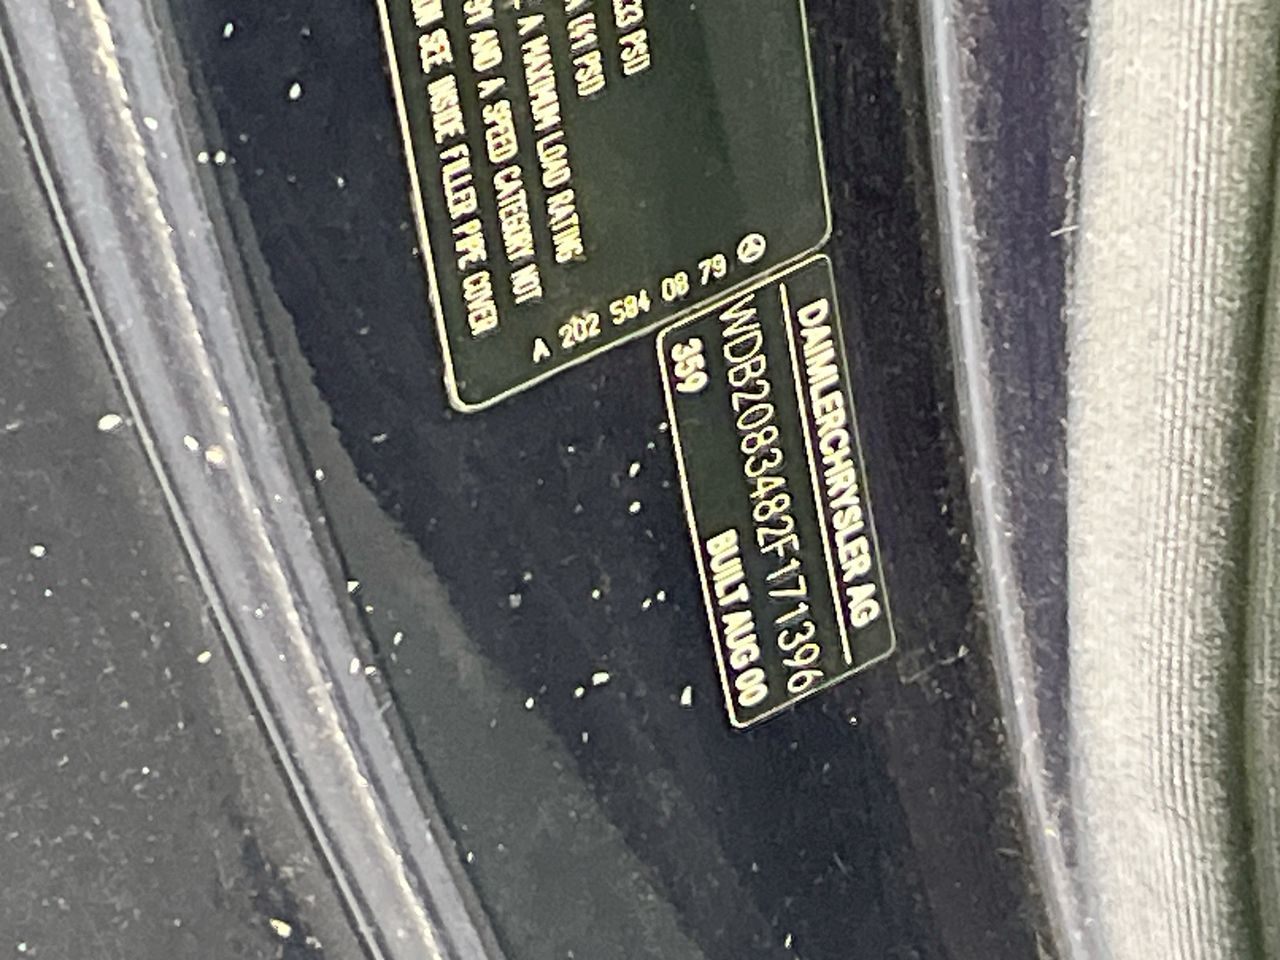 33 PSI)
A (41 PSI)
A MAXIMUM LOAD RATING
AND A SPEED CATEGORY NOT
SEE INSIDE FILLER PIPE COVER
A 202 584 08 79
DAIMLERCHRYSLER AG
WDB2083482F171396
359 BUILT AUG 00